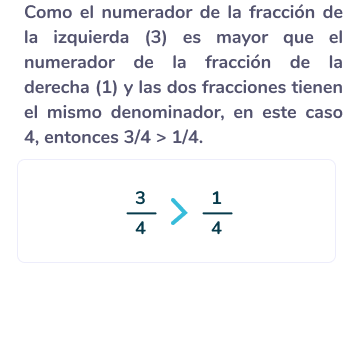 Como el numerador de la fracción de
la izquierda (3) es mayor que el
numerador de la fracción de la
derecha (1) y las dos fracciones tienen
el mismo denominador, en este caso
4, entonces 3/4 > 1/4.
3/4 > 1/4